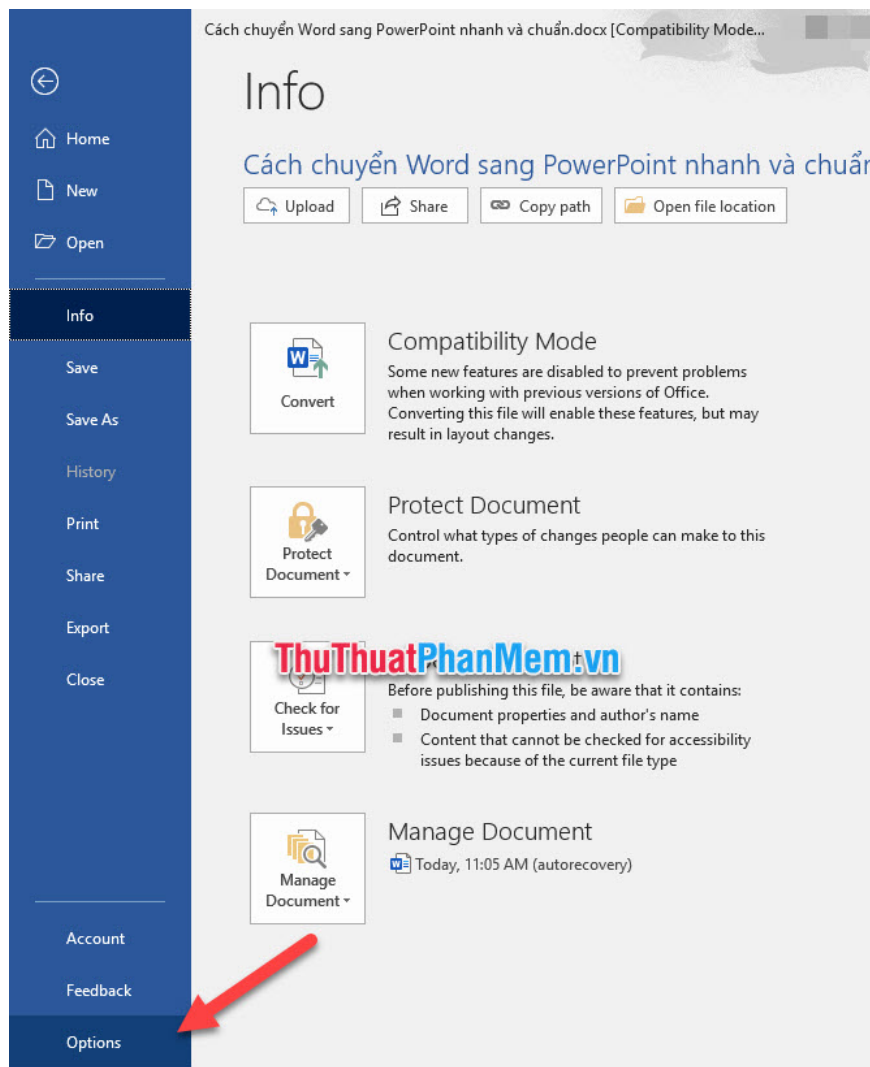 Cách chuyển Word sang PowerPoint nhanh và chuẩn.docx [Compatibility Mode...
Info
Home
New
Open
Info
Save
Save As
History
Print
Share
Export
Close
Account
Feedback
Options
Cách chuyển Word sang PowerPoint nhanh và chuẩn
Upload
Share
Copy path
Open file location
Convert
Compatibility Mode
Some new features are disabled to prevent problems
when working with previous versions of Office.
Converting this file will enable these features, but may
result in layout changes.
Protect
Document
Protect Document
Control what types of changes people can make to this
document.
ThuThuatPhanMem.vn
Check for
Issues
Before publishing this file, be aware that it contains:
Document properties and author's name
Content that cannot be checked for accessibility
issues because of the current file type
Manage
Document
Manage Document
Today, 11:05 AM (autorecovery)